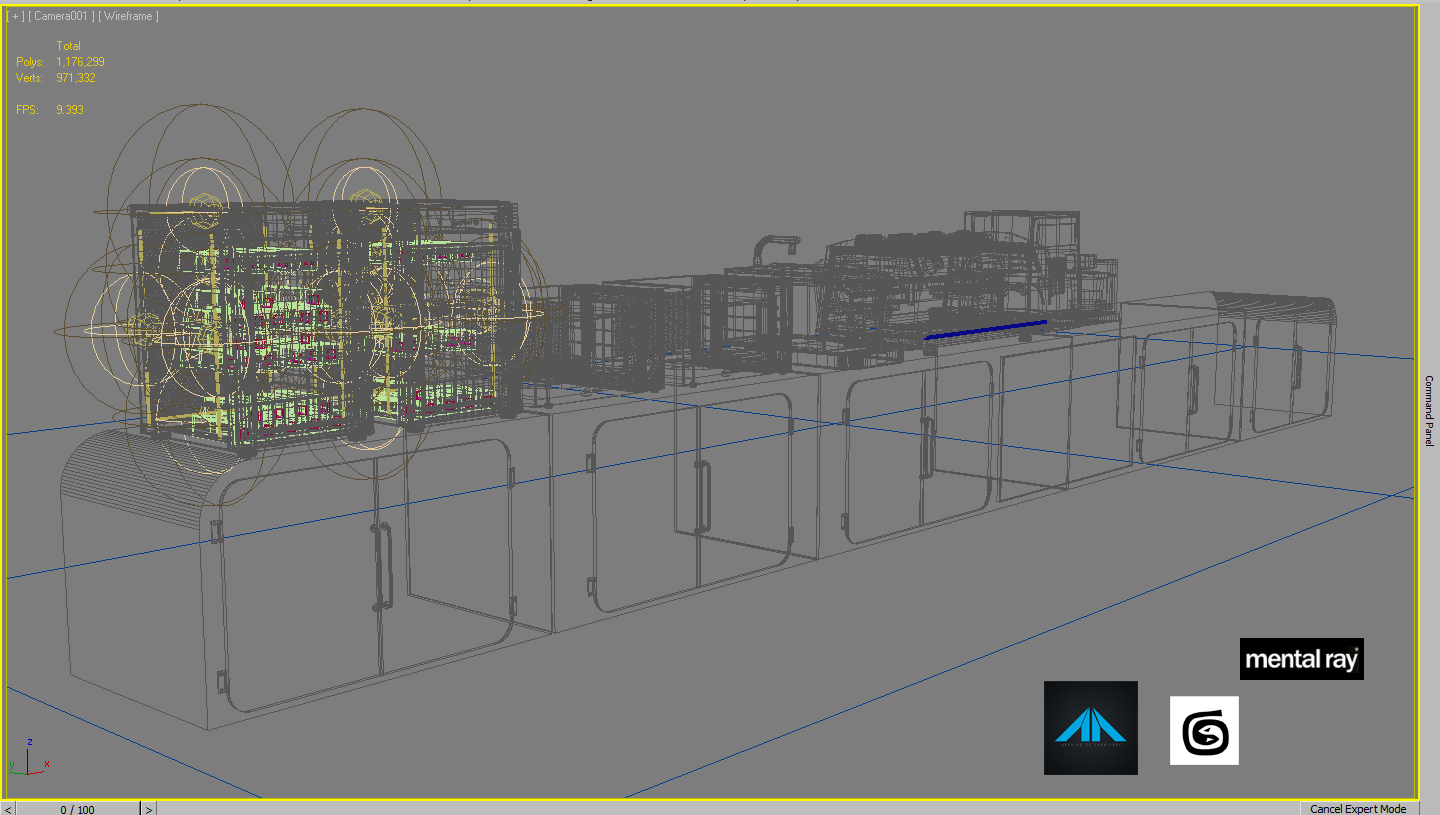 [ + ] [ Camera001 ] [ Wireframe ]
Total
Polys: 1,176,299
Verts: 971,332
FPS: 9.393
Command Panel
mental ray
z
y
x
< 0 / 100 >
Cancel Expert Mode